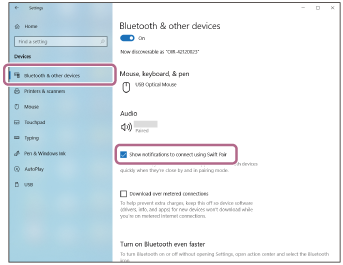 Settings
Home
Find a setting
Devices
Bluetooth & other devices
Printers & scanners
Mouse
Touchpad
Typing
Pen & Windows Ink
AutoPlay
USB
Bluetooth & other devices
On
Now discoverable as
Mouse, keyboard, & pen
USB Optical Mouse
Audio
Paired
Show notifications to connect using Swift Pair
devices
quickly when they're close by and in pairing mode.
Download over metered connections
To help prevent extra charges, keep this off so device software
(drivers, info, and apps) for new devices won't download while
you're on metered Internet connections.
Turn on Bluetooth even faster
To turn Bluetooth on or off without opening Settings, open action center and select the Bluetooth